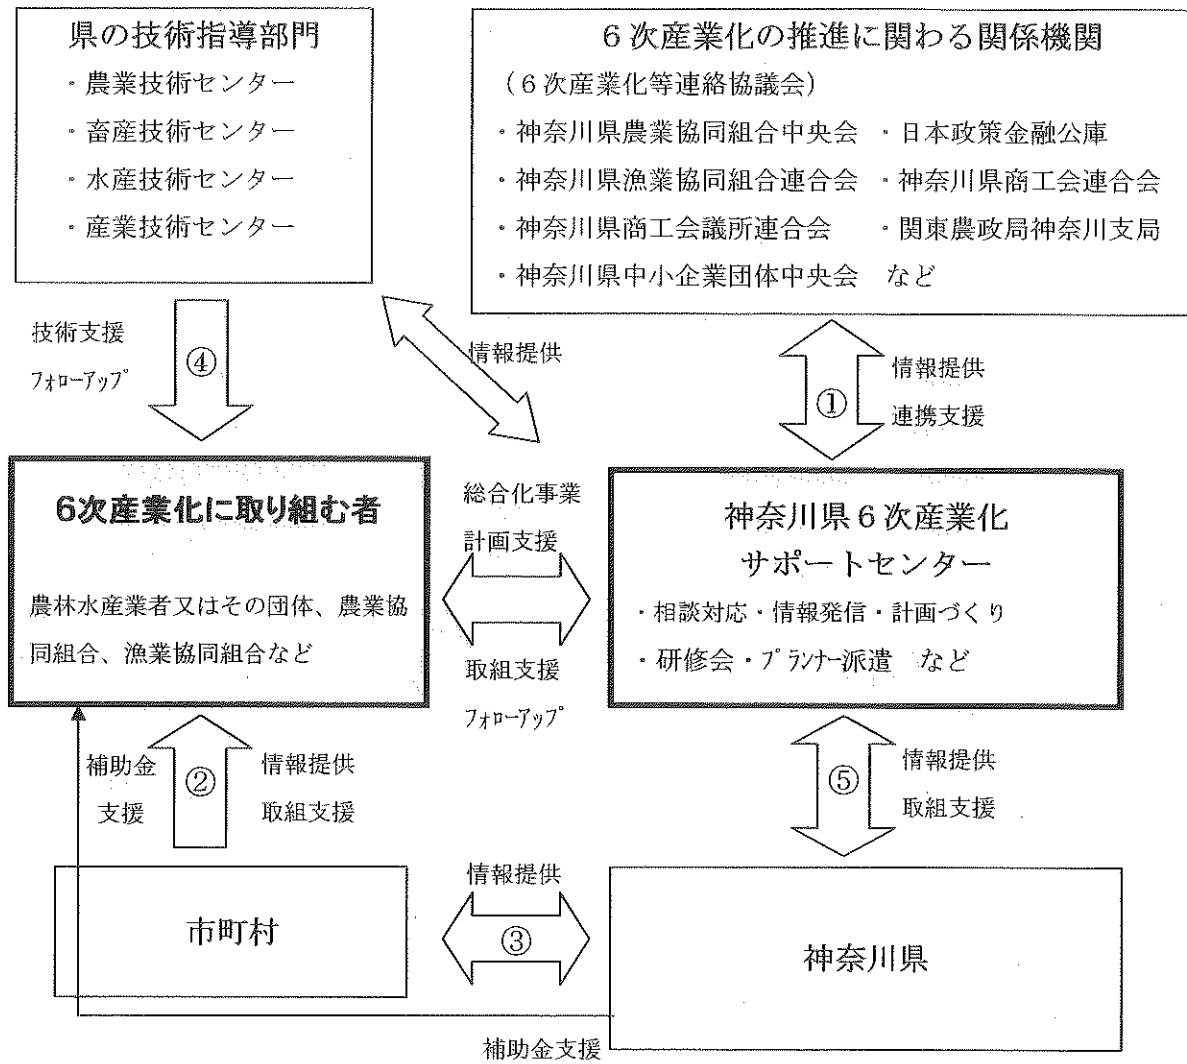 県の技術指導部門
・農業技術センター
・畜産技術センター
・水産技術センター
・産業技術センター
6次産業化の推進に関わる関係機関
(6次産業化等連絡協議会)
・神奈川県農業協同組合中央会 ・日本政策金融公庫
・神奈川県漁業協同組合連合会 ・神奈川県商工会連合会
・神奈川県商工会議所連合会 ・関東農政局神奈川支局
・神奈川県中小企業団体中央会 など
技術支援
フォローアップ
④
情報提供
①
情報提供
連携支援
6次産業化に取り組む者
農林水産業者又はその団体、農業協
同組合、漁業協同組合など
総合化事業
計画支援
取組支援
フォローアップ
神奈川県6次産業化
サポートセンター
・相談対応・情報発信・計画づくり
・研修会・プランナー派遣 など
補助金
支援
②
情報提供
取組支援
⑤
情報提供
取組支援
市町村
情報提供
③
神奈川県
補助金支援